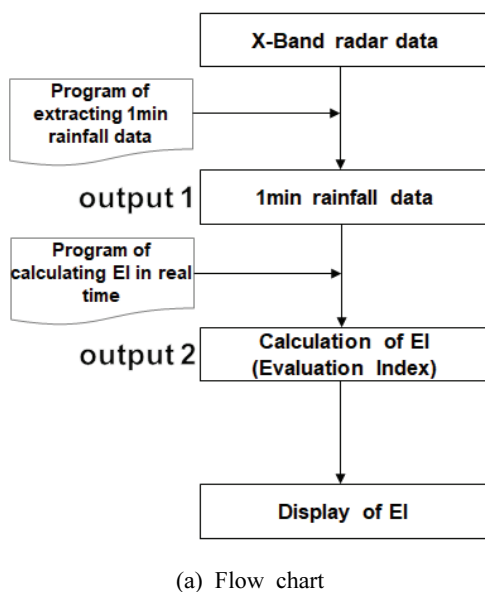 X-Band radar data
Program of
extracting 1min
rainfall data
output 1
1min rainfall data
Program of
calculating EI in real
time
output 2
Calculation of EI
(Evaluation Index)
Display of EI
(a) Flow chart